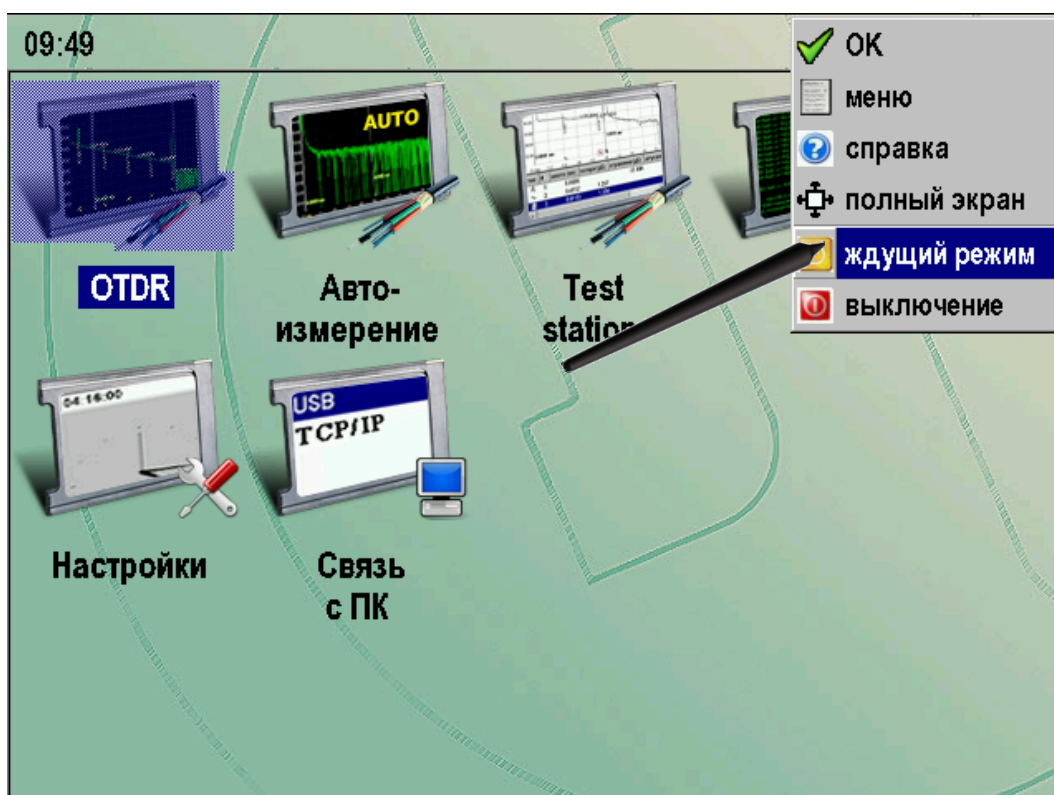 09:49
OK
меню
справка
полный экран
ждущий режим
выключение
AUTO
OTDR
Авто-
измерение
Test
station
04:16:00
USB
TCP/IP
Настройки
Связь
с ПК